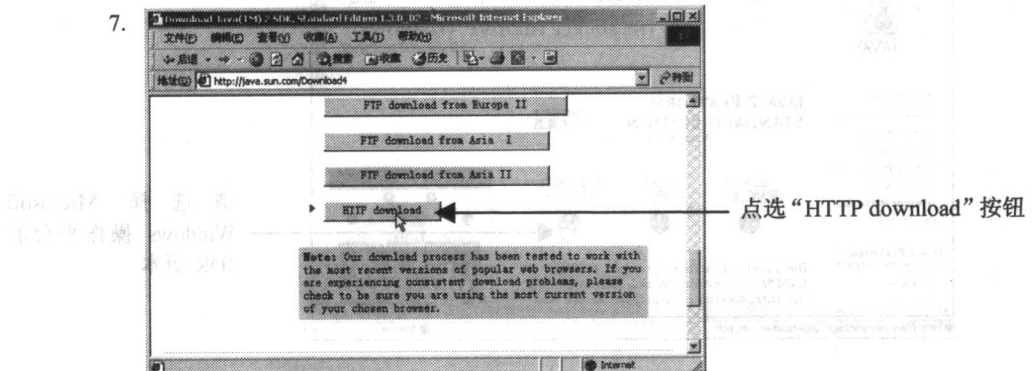 7.
Download Java(TM) 2 SDK, Standard Edition 1.3.0_02 - Microsoft Internet Explorer
文件(F) 编辑(E) 查看(V) 收藏(A) 工具(T) 帮助(H)
后退 搜索 收藏 历史
地址(D) http://java.sun.com/Download4 转到
FTP download from Europe II
FTP download from Asia I
FTP download from Asia II
HTTP download
点选“HTTP download”按钮
Note: Our download process has been tested to work with
the most recent versions of popular web browsers. If you
are experiencing consistent download problems, please
check to be sure you are using the most current version
of your chosen browser.
Internet